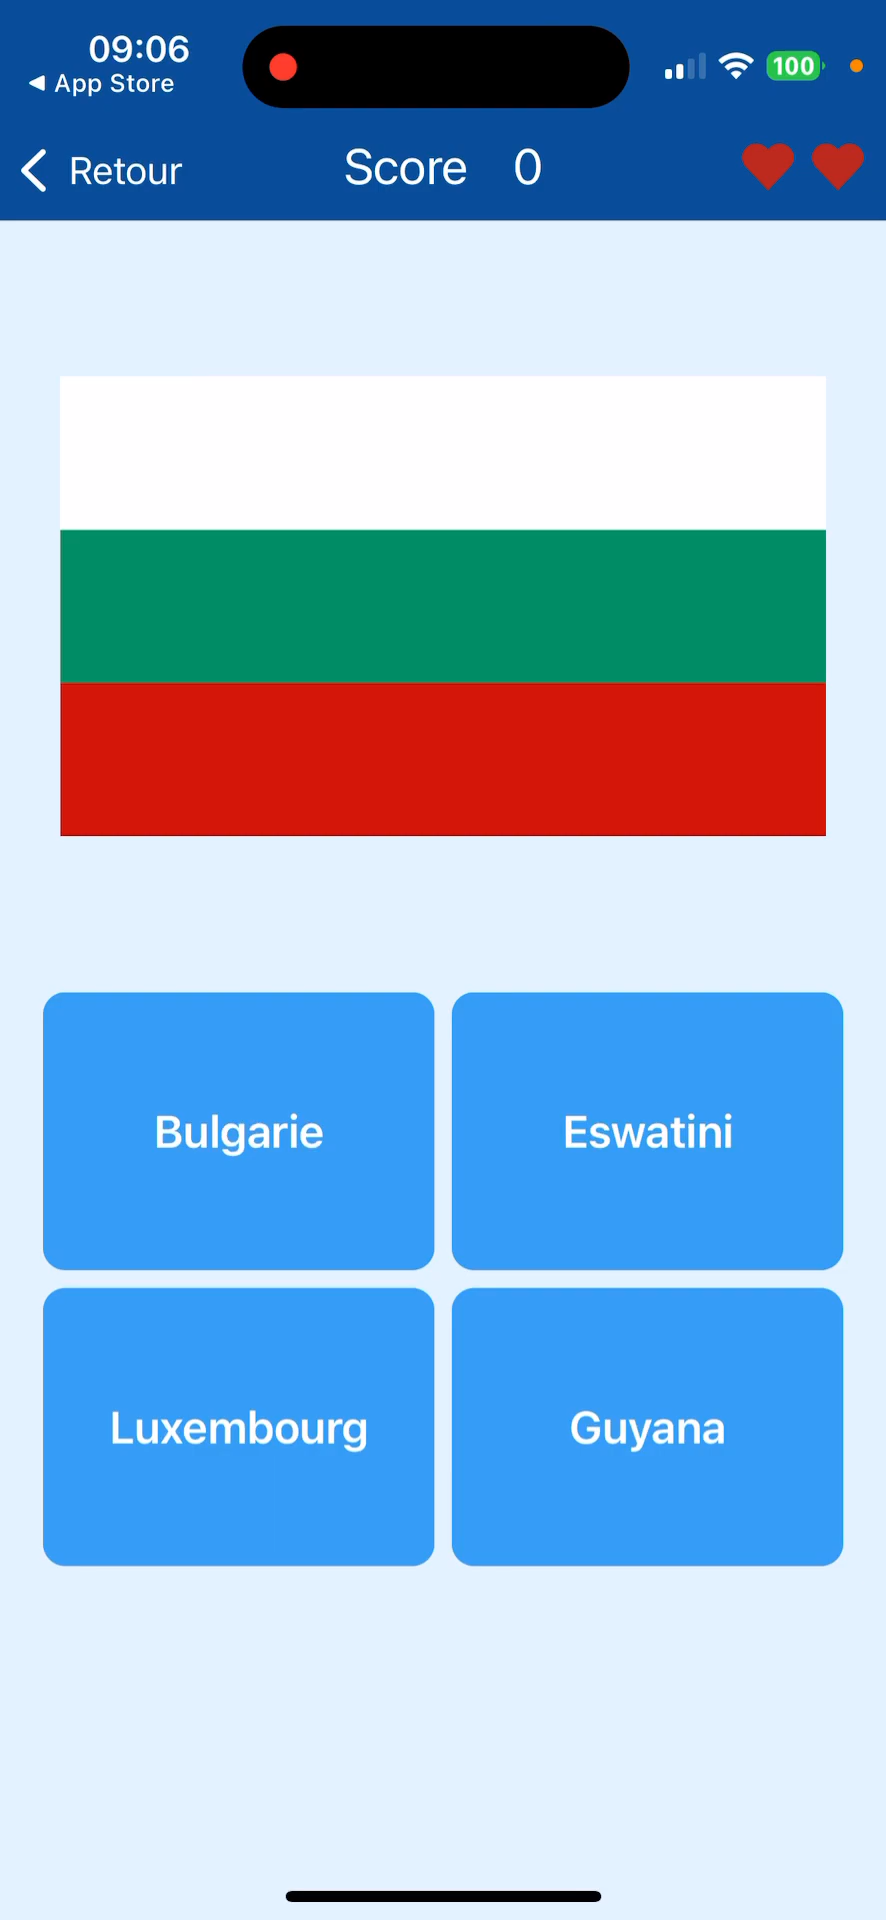 09:06
◀ App Store
100
Retour
Score 0
Bulgarie
Eswatini
Luxembourg
Guyana